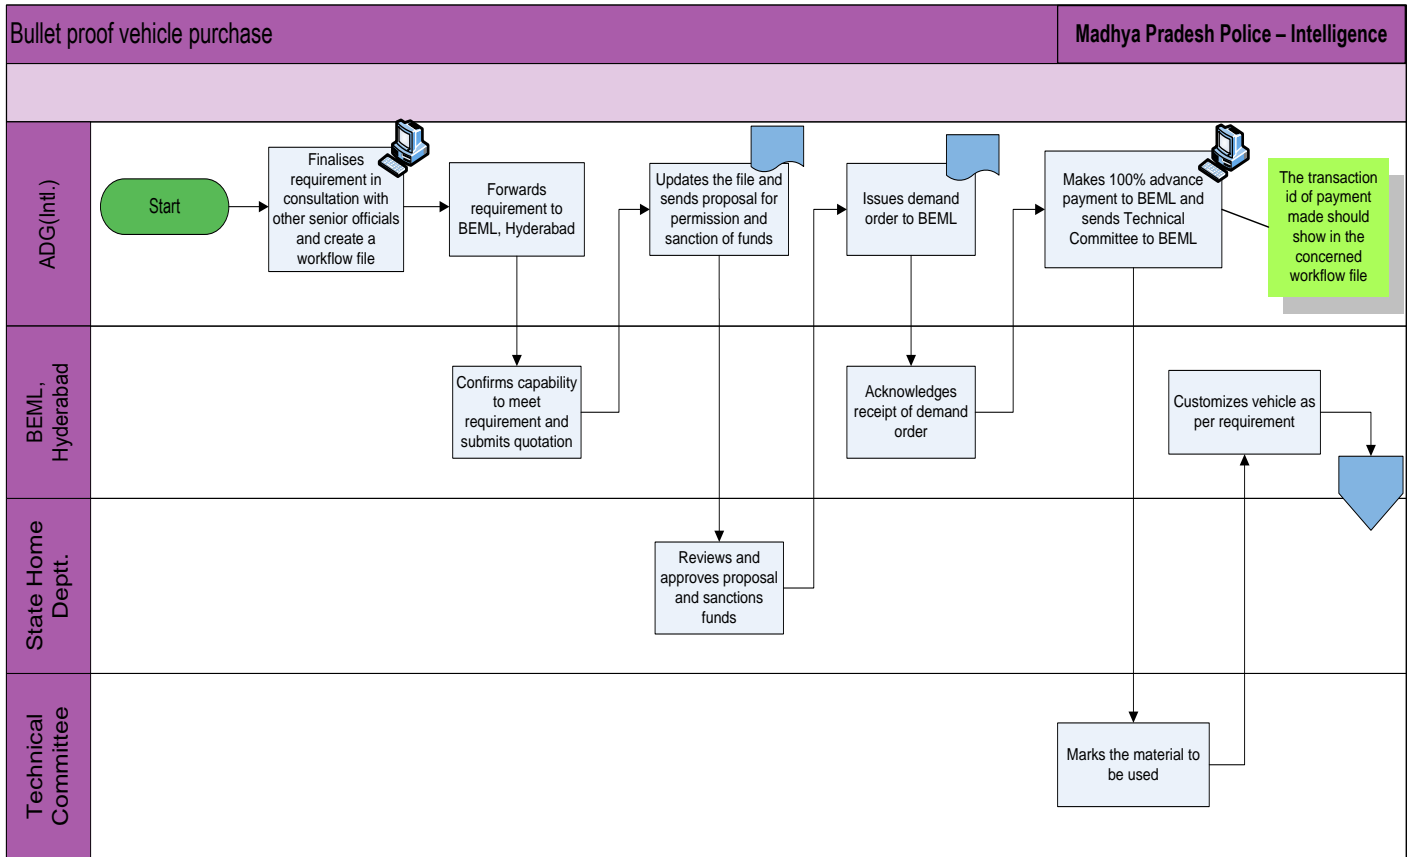 Bullet proof vehicle purchase
Madhya Pradesh Police – Intelligence
ADG(Intl.)
Start
Finalises
requirement in
consultation with
other senior officials
and create a
workflow file
Forwards
requirement to
BEML, Hyderabad
Updates the file and
sends proposal for
permission and
sanction of funds
Issues demand
order to BEML
Makes 100% advance
payment to BEML and
sends Technical
Committee to BEML
The transaction
id of payment
made should
show in the
concerned
workflow file
BEML,
Hyderabad
Confirms capability
to meet
requirement and
submits quotation
Acknowledges
receipt of demand
order
Customizes vehicle as
per requirement
State Home
Deptt.
Reviews and
approves proposal
and sanctions
funds
Technical
Committee
Marks the material to
be used